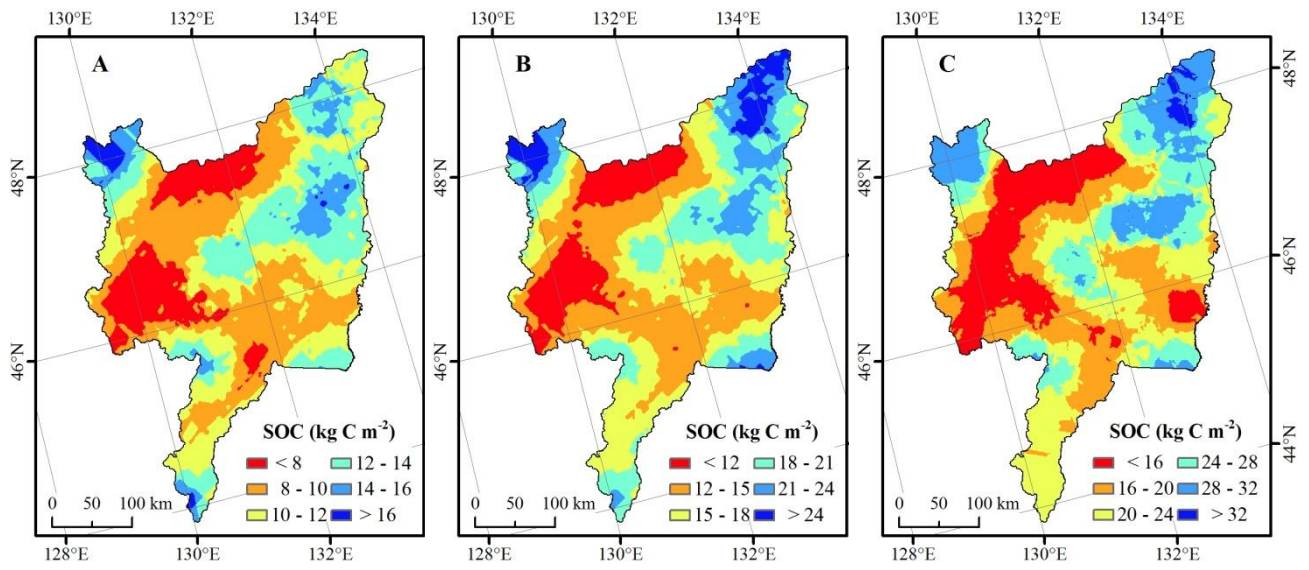 130°E 132°E 134°E 130°E 132°E 134°E 130°E 132°E 134°E
A B C
48°N 48°N 48°N
46°N 46°N 46°N
SOC (kg C m-2) SOC (kg C m-2) SOC (kg C m-2) 44°N
< 8 12 - 14 < 12 18 - 21 < 16 24 - 28
8 - 10 14 - 16 12 - 15 21 - 24 16 - 20 28 - 32
10 - 12 > 16 15 - 18 > 24 20 - 24 > 32
0 50 100 km 0 50 100 km 0 50 100 km
128°E 130°E 132°E 128°E 130°E 132°E 128°E 130°E 132°E